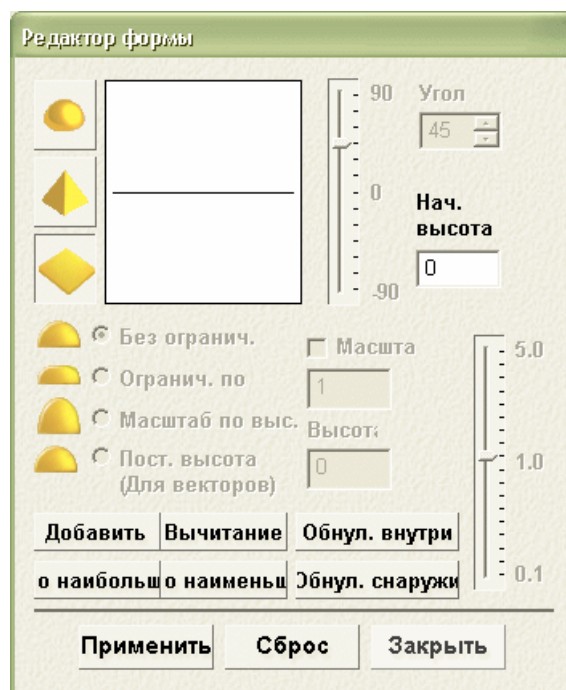 Редактор формы
90
Угол
45
0
Нач.
высота
0
-90
Без огранич.
Масшта
5.0
Огранич. по
1
Масштаб по выс.
Высота
Пост. высота
(Для векторов)
0
1.0
Добавить
Вычитание
Обнул. внутри
о наибольш
о наименьш
Обнул. снаружи
0.1
Применить
Сброс
Закрыть